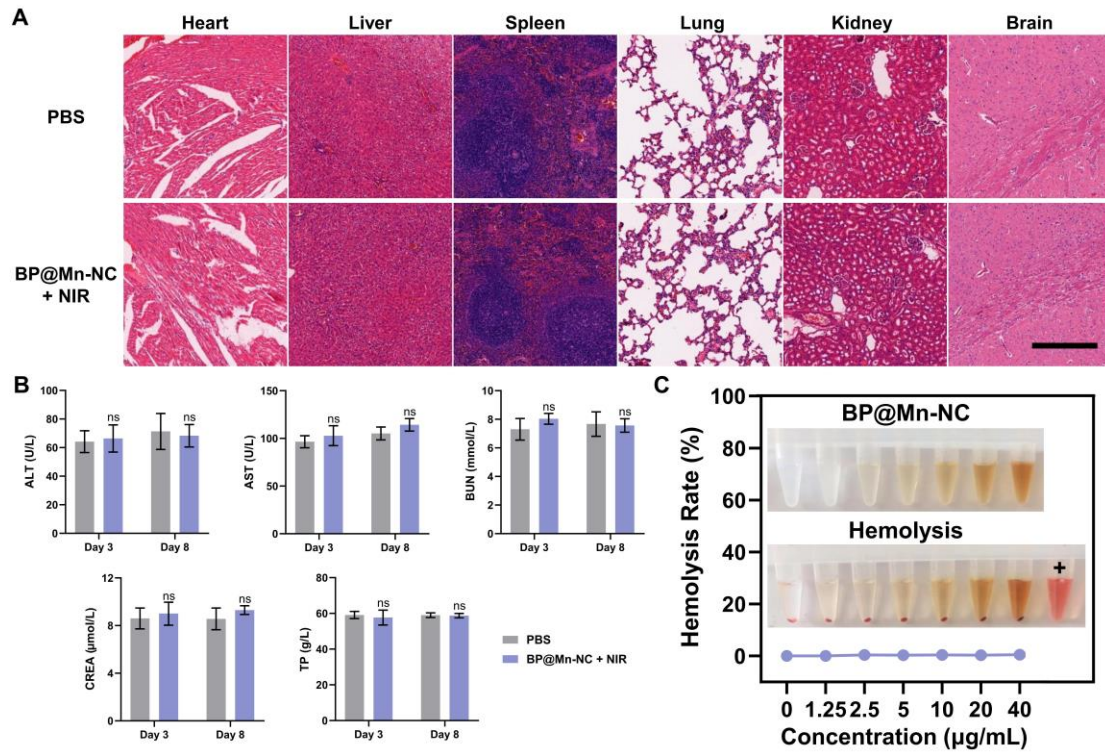 A
Heart Liver Spleen Lung Kidney Brain
PBS
BP@Mn-NC
+ NIR
B
ALT (U/L)
80
60
40
20
0
ns
ns
Day 3 Day 8
AST (U/L)
150
100
50
0
ns
ns
Day 3 Day 8
BUN (mmol/L)
10
8
6
4
2
0
ns
ns
Day 3 Day 8
CREA (μmol/L)
12
9
6
3
0
ns
ns
Day 3 Day 8
TP (g/L)
80
60
40
20
0
ns
ns
Day 3 Day 8
PBS
BP@Mn-NC + NIR
C
Hemolysis Rate (%)
100
80
60
40
20
0
BP@Mn-NC
Hemolysis
+
0 1.25 2.5 5 10 20 40
Concentration (μg/mL)